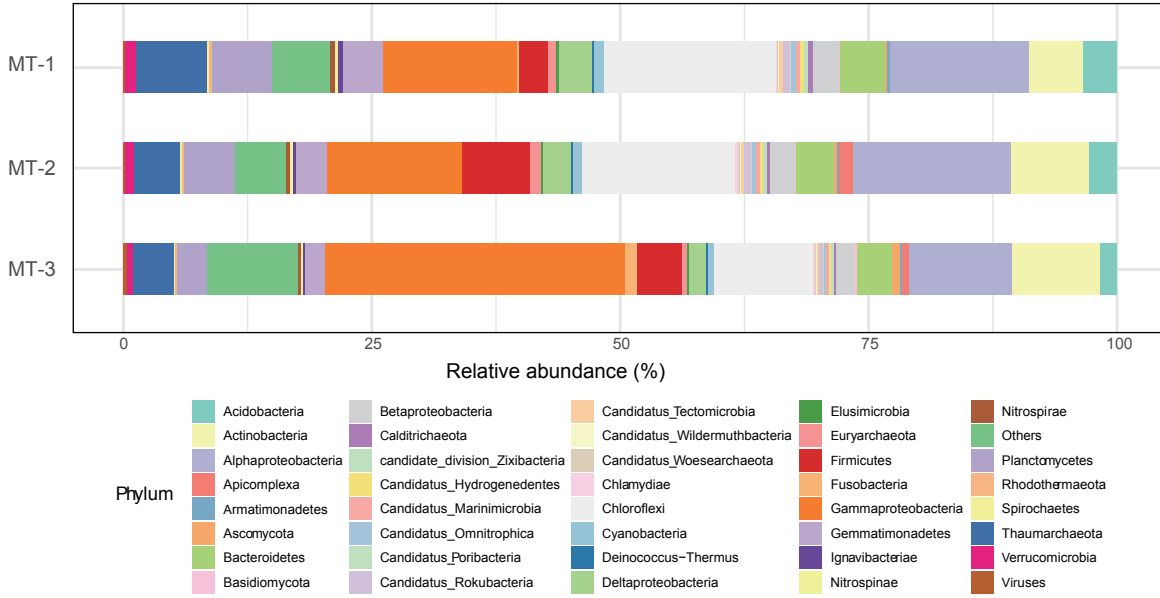 MT-1
MT-2
MT-3
0 25 50 75 100
Relative abundance (%)
Phylum
Acidobacteria
Actinobacteria
Alphaproteobacteria
Apicomplexa
Armatimonadetes
Ascomycota
Bacteroidetes
Basidiomycota
Betaproteobacteria
Calditrichaeota
candidate_division_Zixibacteria
Candidatus_Hydrogenedentes
Candidatus_Marinimicrobia
Candidatus_Omnitrophica
Candidatus_Poribacteria
Candidatus_Rokubacteria
Candidatus_Tectomicrobia
Candidatus_Wildermuthbacteria
Candidatus_Woesearchaeota
Chlamydiae
Chloroflexi
Cyanobacteria
Deinococcus−Thermus
Deltaproteobacteria
Elusimicrobia
Euryarchaeota
Firmicutes
Fusobacteria
Gammaproteobacteria
Gemmatimonadetes
Ignavibacteriae
Nitrospinae
Nitrospirae
Others
Planctomycetes
Rhodothermaeota
Spirochaetes
Thaumarchaeota
Verrucomicrobia
Viruses